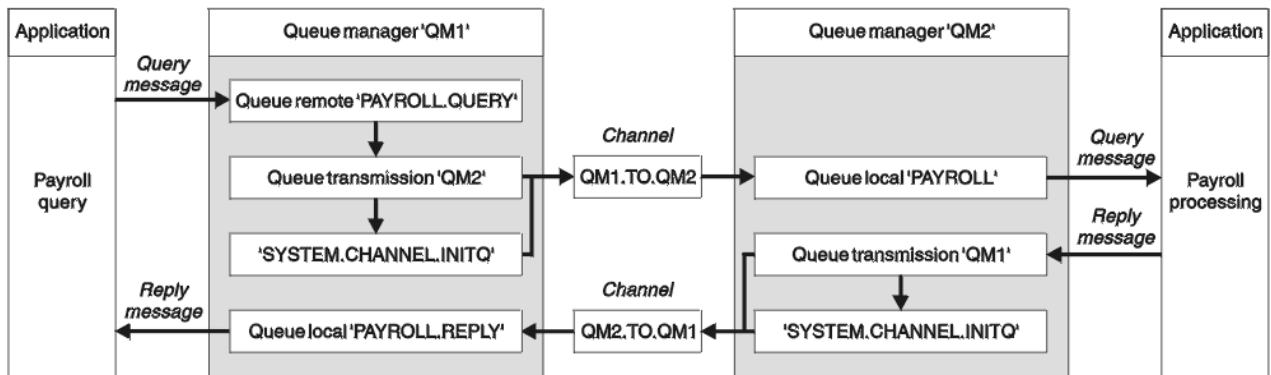 Application
Queue manager 'QM1'
Queue manager 'QM2'
Application
Query
message
Queue remote 'PAYROLL.QUERY'
Channel
Query
message
Payroll
query
Queue transmission 'QM2'
QM1.TO.QM2
Queue local 'PAYROLL'
Payroll
processing
Reply
message
'SYSTEM.CHANNEL.INITQ'
Queue transmission 'QM1'
Reply
message
Channel
Queue local 'PAYROLL.REPLY'
QM2.TO.QM1
'SYSTEM.CHANNEL.INITQ'